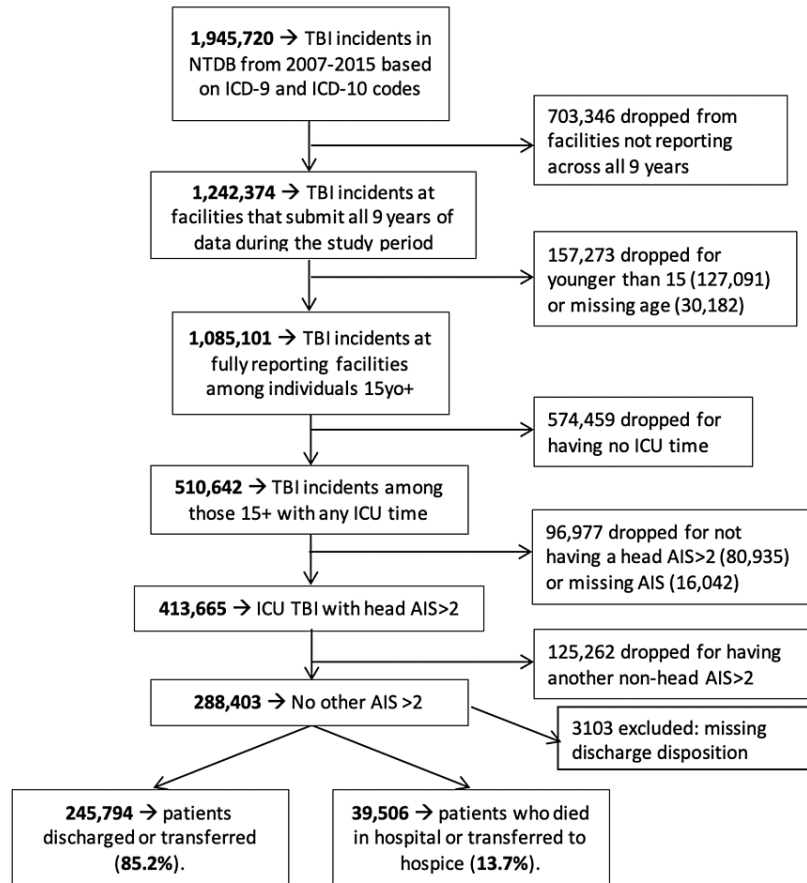 1,945,720 → TBI incidents in
NTDB from 2007-2015 based
on ICD-9 and ICD-10 codes
703,346 dropped from
facilities not reporting
across all 9 years
1,242,374 → TBI incidents at
facilities that submit all 9 years of
data during the study period
157,273 dropped for
younger than 15 (127,091)
or missing age (30,182)
1,085,101 → TBI incidents at
fully reporting facilities
among individuals 15yo+
574,459 dropped for
having no ICU time
510,642 → TBI incidents among
those 15+ with any ICU time
96,977 dropped for not
having a head AIS>2 (80,935)
or missing AIS (16,042)
413,665 → ICU TBI with head AIS>2
125,262 dropped for having
another non-head AIS>2
288,403 → No other AIS >2
3103 excluded: missing
discharge disposition
245,794 → patients
discharged or transferred
(85.2%).
39,506 → patients who died
in hospital or transferred to
hospice (13.7%).